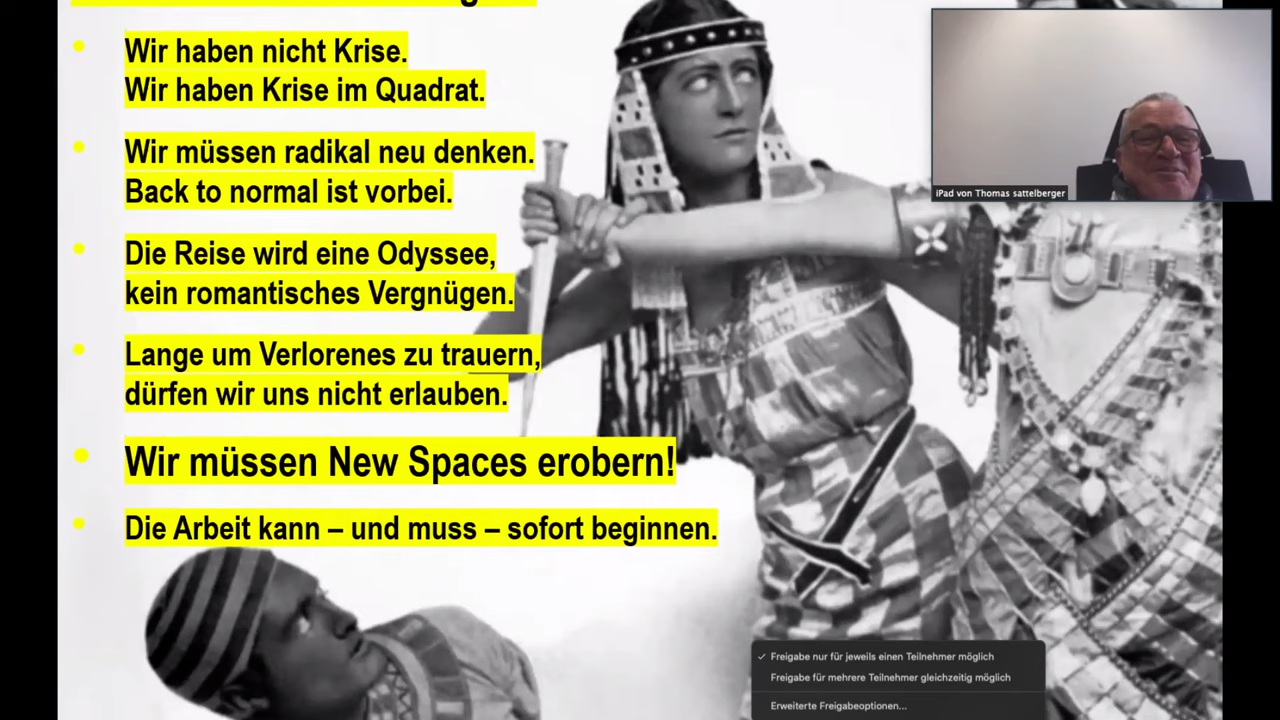 Wir haben nicht Krise.
Wir haben Krise im Quadrat.
Wir müssen radikal neu denken.
Back to normal ist vorbei.
Die Reise wird eine Odyssee,
kein romantisches Vergnügen.
Lange um Verlorenes zu trauern,
dürfen wir uns nicht erlauben.
Wir müssen New Spaces erobern!
Die Arbeit kann – und muss – sofort beginnen.
iPad von Thomas sattelberger
✓ Freigabe nur für jeweils einen Teilnehmer möglich
Freigabe für mehrere Teilnehmer gleichzeitig möglich
Erweiterte Freigabeoptionen...